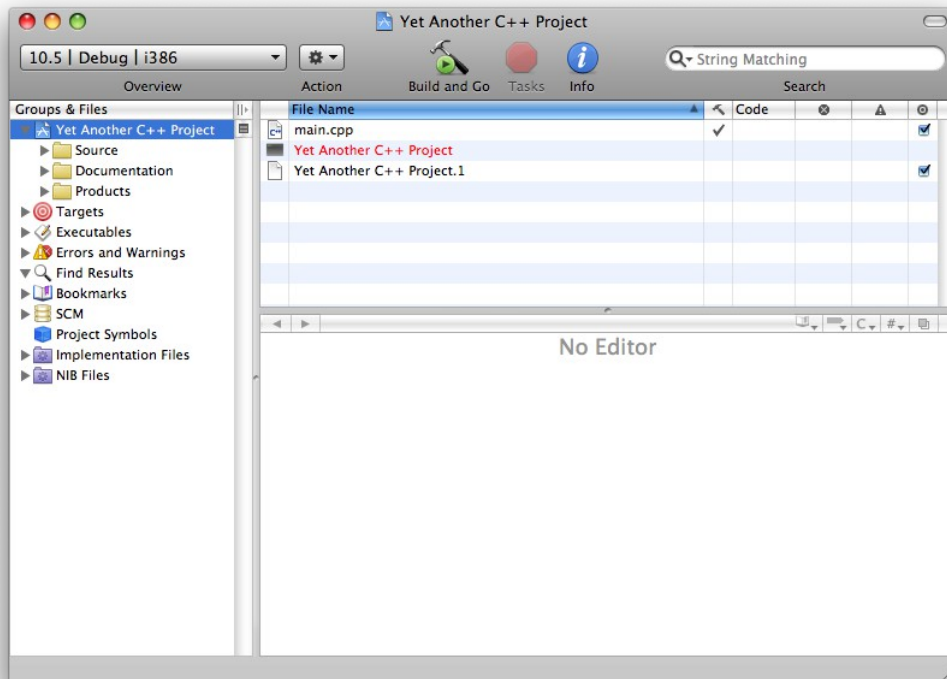 Yet Another C++ Project
10.5 | Debug | i386
String Matching
Overview
Action
Build and Go
Tasks
Info
Search
Groups & Files
Yet Another C++ Project
Source
Documentation
Products
Targets
Executables
Errors and Warnings
Find Results
Bookmarks
SCM
Project Symbols
Implementation Files
NIB Files
File Name
Code
main.cpp
Yet Another C++ Project
Yet Another C++ Project.1
C
#
No Editor